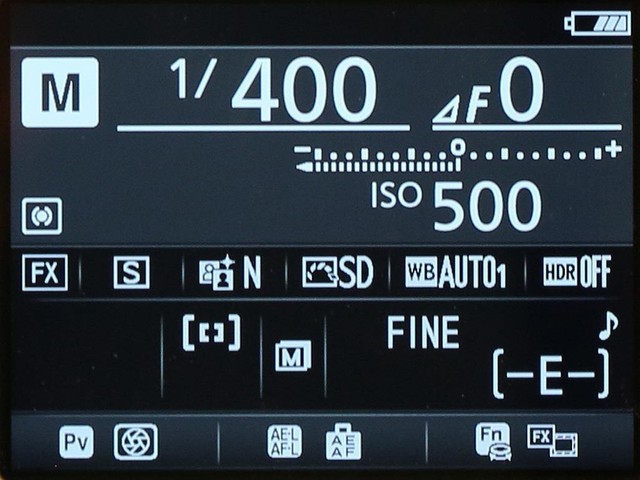 M 1/400 ⊿F0
− 0 +
ISO 500
FX S N SD WB AUTO1 HDR OFF
[ ] M FINE ♪
[–E–]
Pv AE-L AF-L AE AF Fn FX